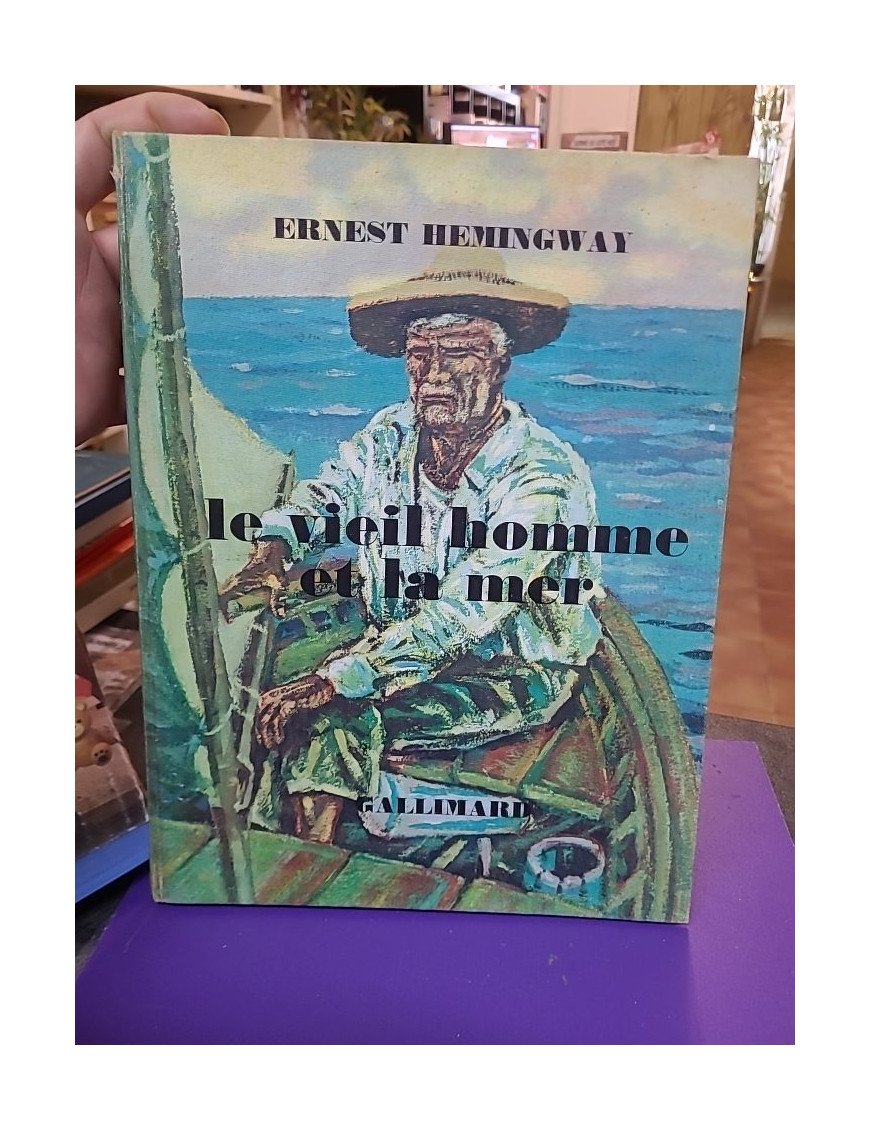 ERNEST HEMINGWAY
le vieil homme
et la mer
GALLIMARD